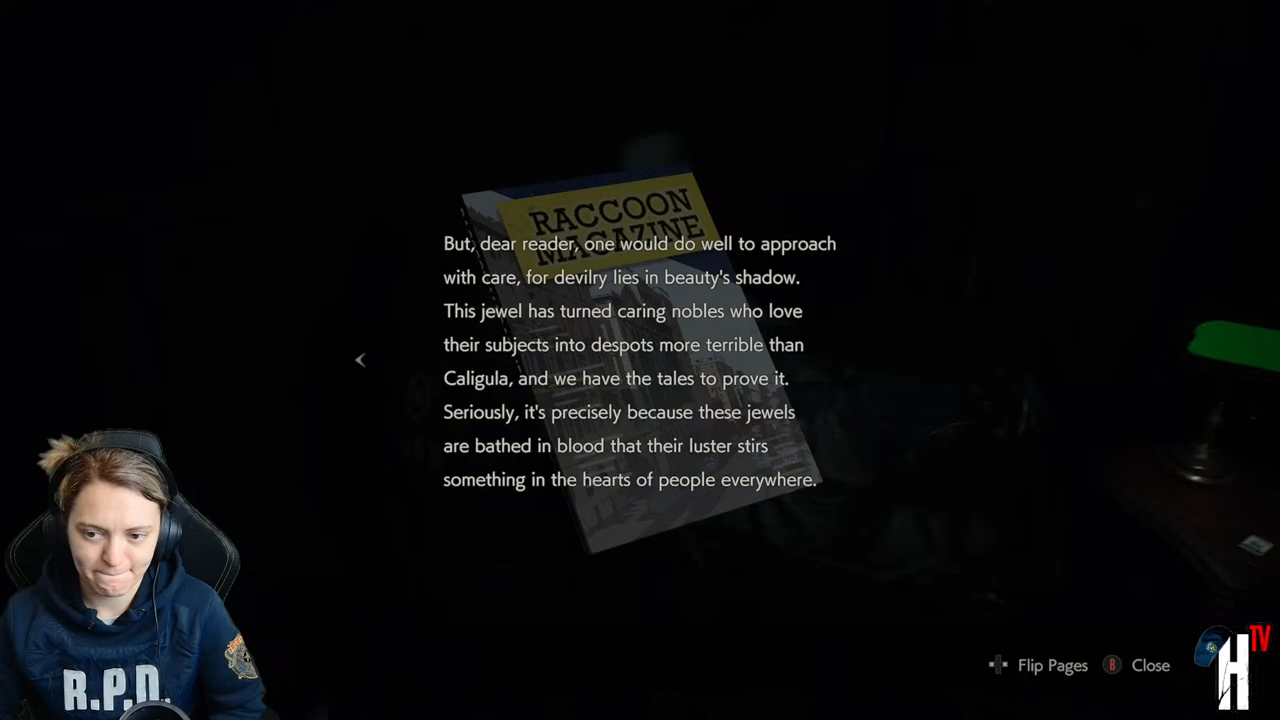 RACCOON
MAGAZINE
But, dear reader, one would do well to approach
with care, for devilry lies in beauty's shadow.
This jewel has turned caring nobles who love
their subjects into despots more terrible than
Caligula, and we have the tales to prove it.
Seriously, it's precisely because these jewels
are bathed in blood that their luster stirs
something in the hearts of people everywhere.
R.P.D.
B
Flip Pages
Close
H
TV